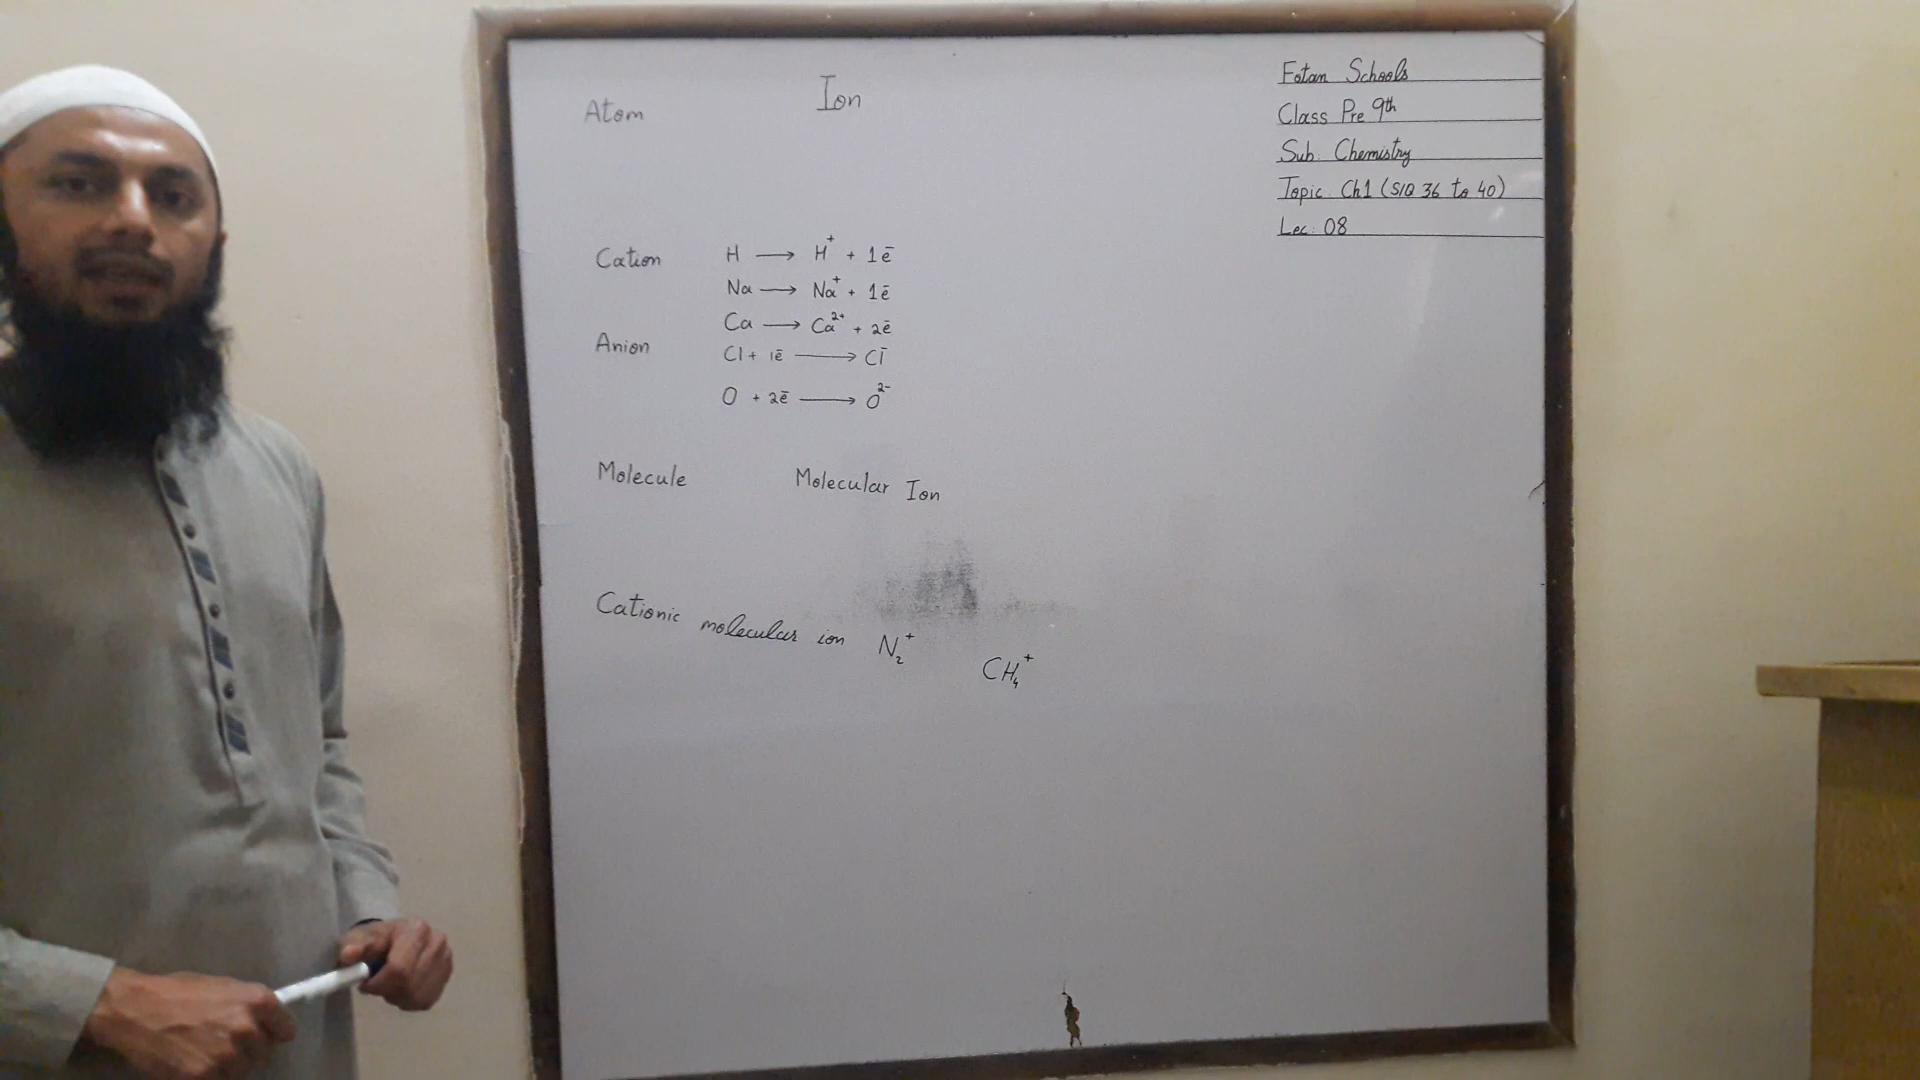 Atom Ion
Fotan Schools
Class Pre 9th
Sub: Chemistry
Topic: Ch1 (S/Q 36 to 40)
Lec: 08
Cation H ⟶ H⁺ + 1ē
Na ⟶ Na⁺ + 1ē
Ca ⟶ Ca²⁺ + 2ē
Anion Cl + 1ē ⟶ Cl⁻
O + 2ē ⟶ O²⁻
Molecule Molecular Ion
Cationic molecular ion N₂⁺ CH₄⁺